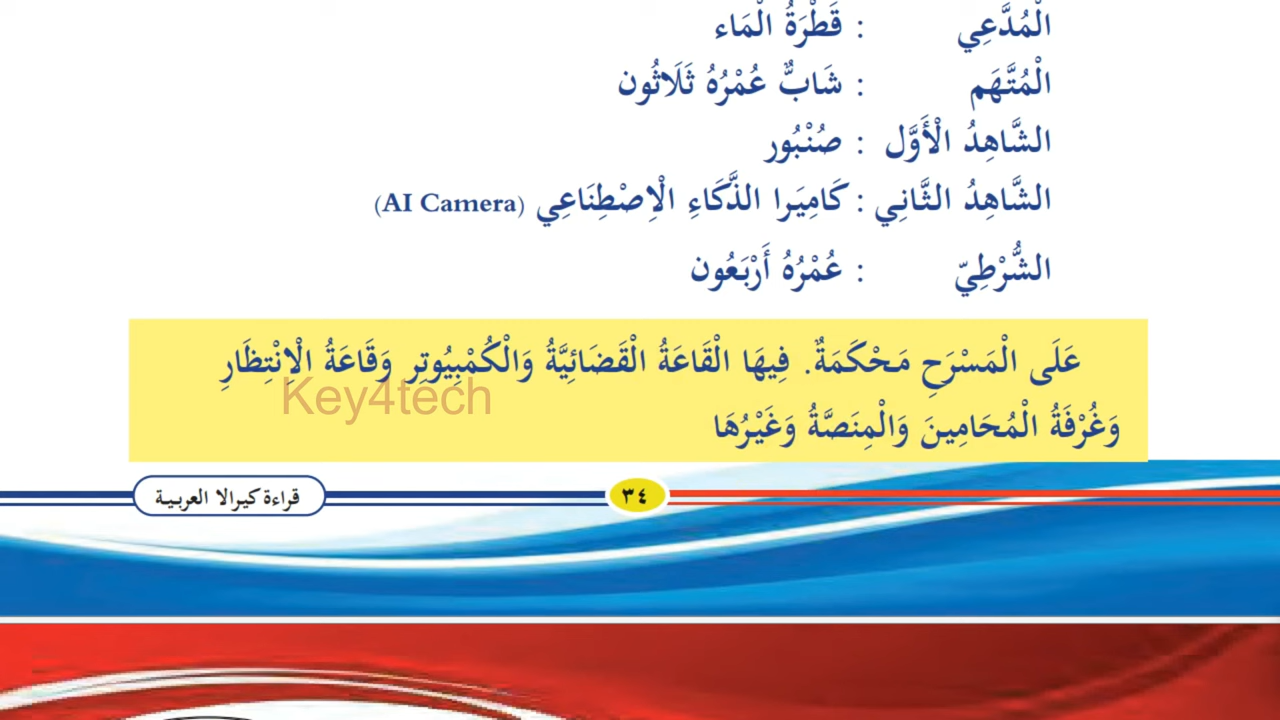 الْمُدَّعِي : قَطْرَةُ الْمَاء
الْمُتَّهَم : شَابٌّ عُمْرُهُ ثَلَاثُون
الشَّاهِدُ الْأَوَّل : صُنْبُور
الشَّاهِدُ الثَّانِي : كَامِيَرا الذَّكَاءِ الْاِصْطِنَاعِي (AI Camera)
الشُّرْطِيّ : عُمْرُهُ أَرْبَعُون
عَلَى الْمَسْرَحِ مَحْكَمَةٌ. فِيهَا الْقَاعَةُ الْقَضَائِيَّةُ وَالْكُمْبِيُوتِر وَقَاعَةُ الْاِنْتِظَارِ
Key4tech
وَغُرْفَةُ الْمُحَامِينَ وَالْمِنَصَّةُ وَغَيْرُهَا
٣٤
قراءة كيرالا العربية